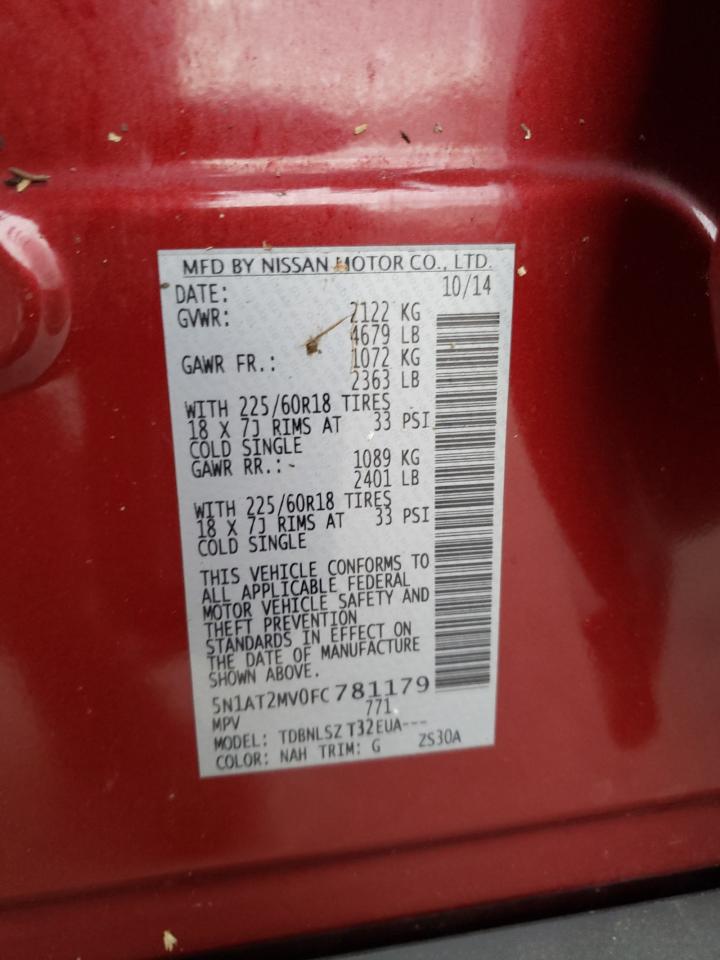 MFD BY NISSAN MOTOR CO., LTD.
DATE: 10/14
GVWR: 2122 KG
4679 LB
GAWR FR.: 1072 KG
2363 LB
WITH 225/60R18 TIRES
18 X 7J RIMS AT 33 PSI
COLD SINGLE
GAWR RR.: 1089 KG
2401 LB
WITH 225/60R18 TIRES
18 X 7J RIMS AT 33 PSI
COLD SINGLE
THIS VEHICLE CONFORMS TO
ALL APPLICABLE FEDERAL
MOTOR VEHICLE SAFETY AND
THEFT PREVENTION
STANDARDS IN EFFECT ON
THE DATE OF MANUFACTURE
SHOWN ABOVE.
5N1AT2MV0FC781179
MPV 771
MODEL: TDBNLSZ T32EUA---
COLOR: NAH TRIM: G ZS30A